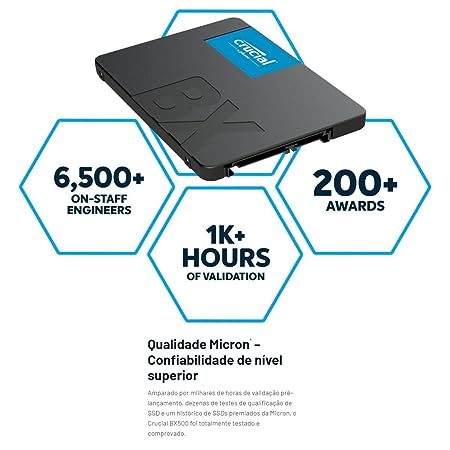 crucial
BX
6,500+
ON-STAFF
ENGINEERS
200+
AWARDS
1K+
HOURS
OF VALIDATION
Qualidade Micron® –
Confiabilidade de nível
superior
Amparado por milhares de horas de validação pré-
lançamento, dezenas de testes de qualificação de
SSD e um histórico de SSDs premiados da Micron, o
Crucial BX500 foi totalmente testado e
comprovado.